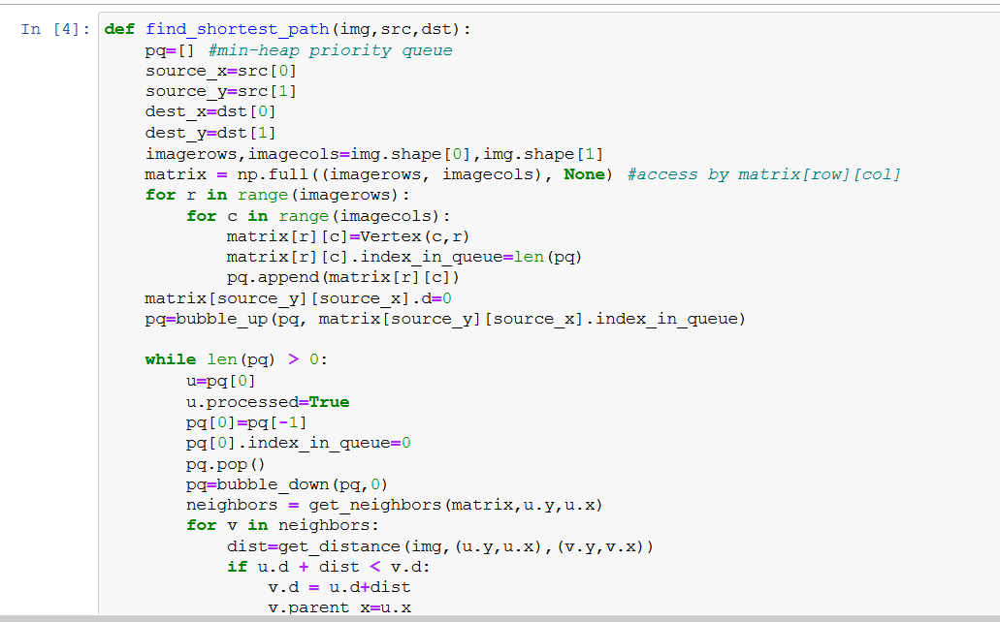 In [4]: def find_shortest_path(img,src,dst):
    pq=[] #min-heap priority queue
    source_x=src[0]
    source_y=src[1]
    dest_x=dst[0]
    dest_y=dst[1]
    imagerows,imagecols=img.shape[0],img.shape[1]
    matrix = np.full((imagerows, imagecols), None) #access by matrix[row][col]
    for r in range(imagerows):
        for c in range(imagecols):
            matrix[r][c]=Vertex(c,r)
            matrix[r][c].index_in_queue=len(pq)
            pq.append(matrix[r][c])
    matrix[source_y][source_x].d=0
    pq=bubble_up(pq, matrix[source_y][source_x].index_in_queue)

    while len(pq) > 0:
        u=pq[0]
        u.processed=True
        pq[0]=pq[-1]
        pq[0].index_in_queue=0
        pq.pop()
        pq=bubble_down(pq,0)
        neighbors = get_neighbors(matrix,u.y,u.x)
        for v in neighbors:
            dist=get_distance(img,(u.y,u.x),(v.y,v.x))
            if u.d + dist < v.d:
                v.d = u.d+dist
                v.parent_x=u.x